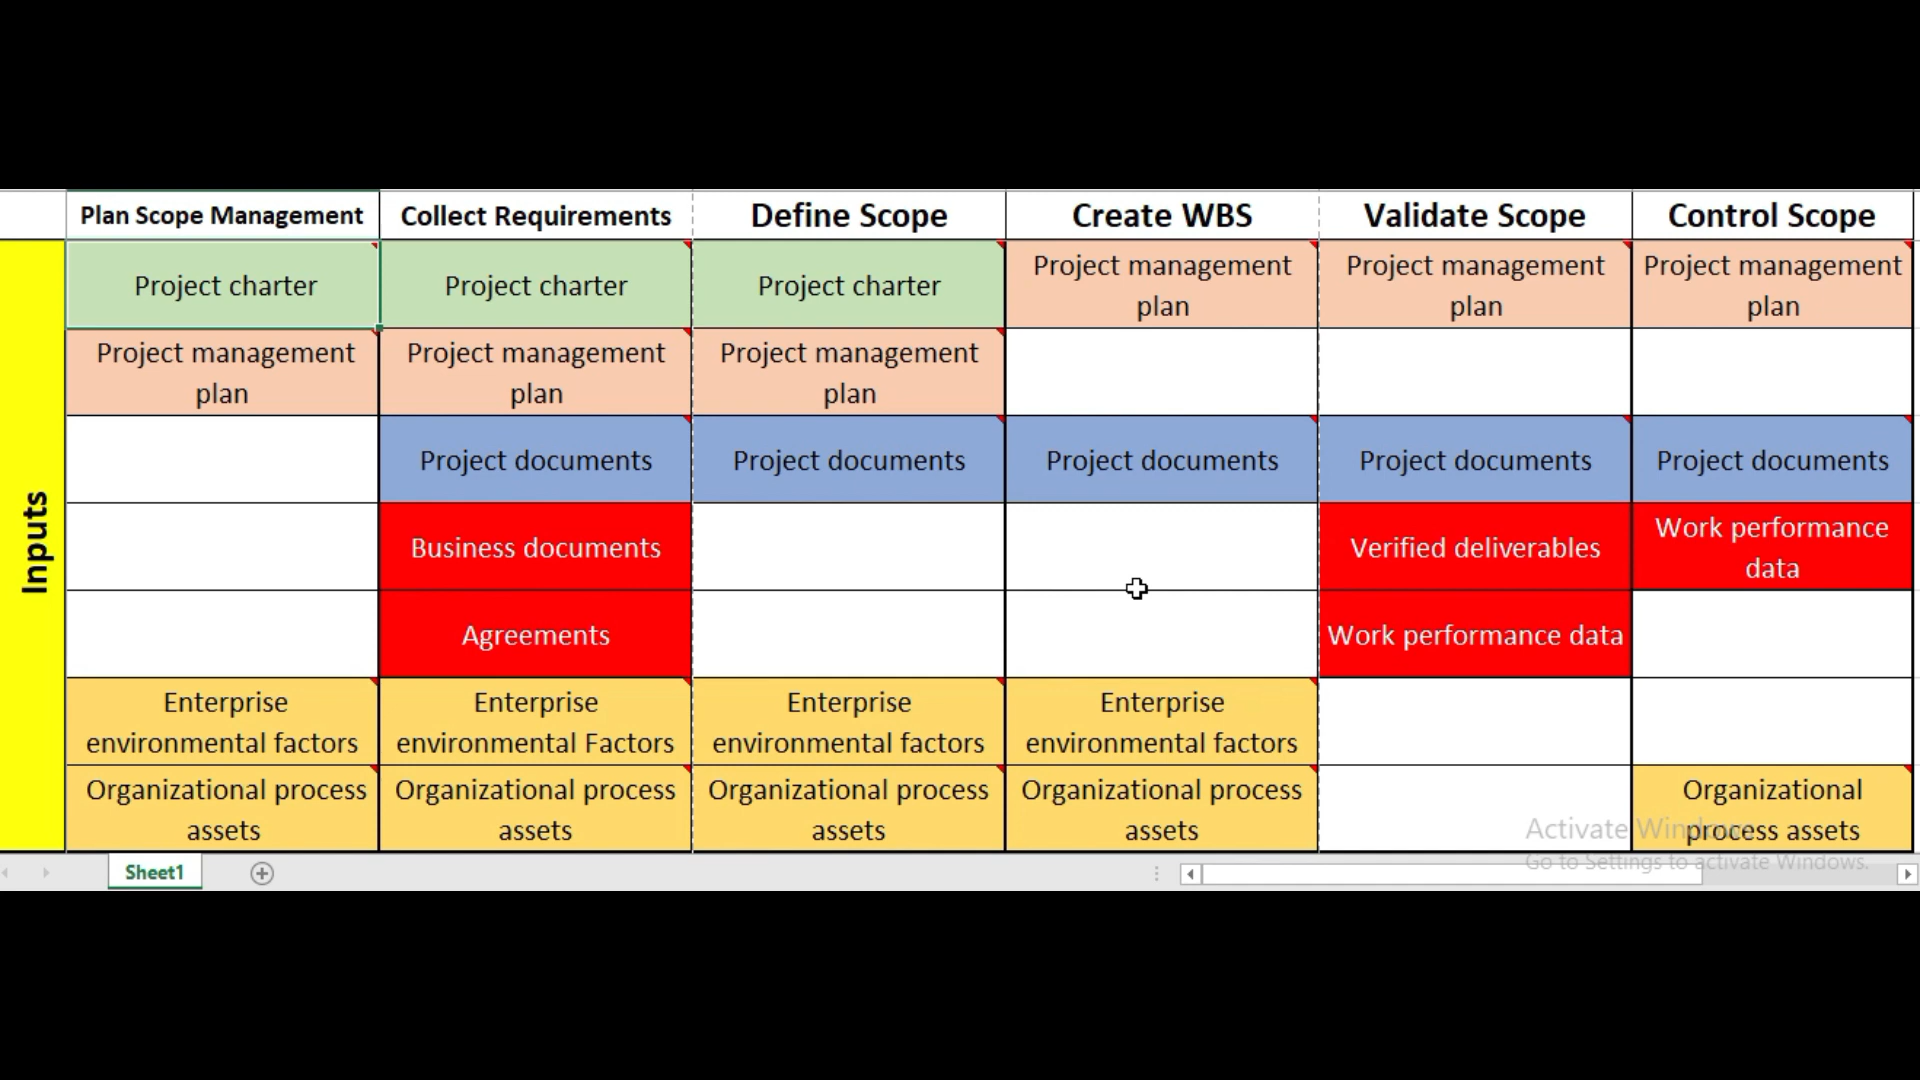 Plan Scope Management Collect Requirements Define Scope Create WBS Validate Scope Control Scope
Inputs
Project charter Project charter Project charter Project management Project management Project management
plan plan plan
Project management Project management Project management
plan plan plan
Project documents Project documents Project documents Project documents Project documents
Business documents Verified deliverables Work performance
data
Agreements Work performance data
Enterprise Enterprise Enterprise Enterprise
environmental factors environmental Factors environmental factors environmental factors
Organizational process Organizational process Organizational process Organizational process Organizational
assets assets assets assets process assets
Activate Windows
Go to Settings to activate Windows.
Sheet1